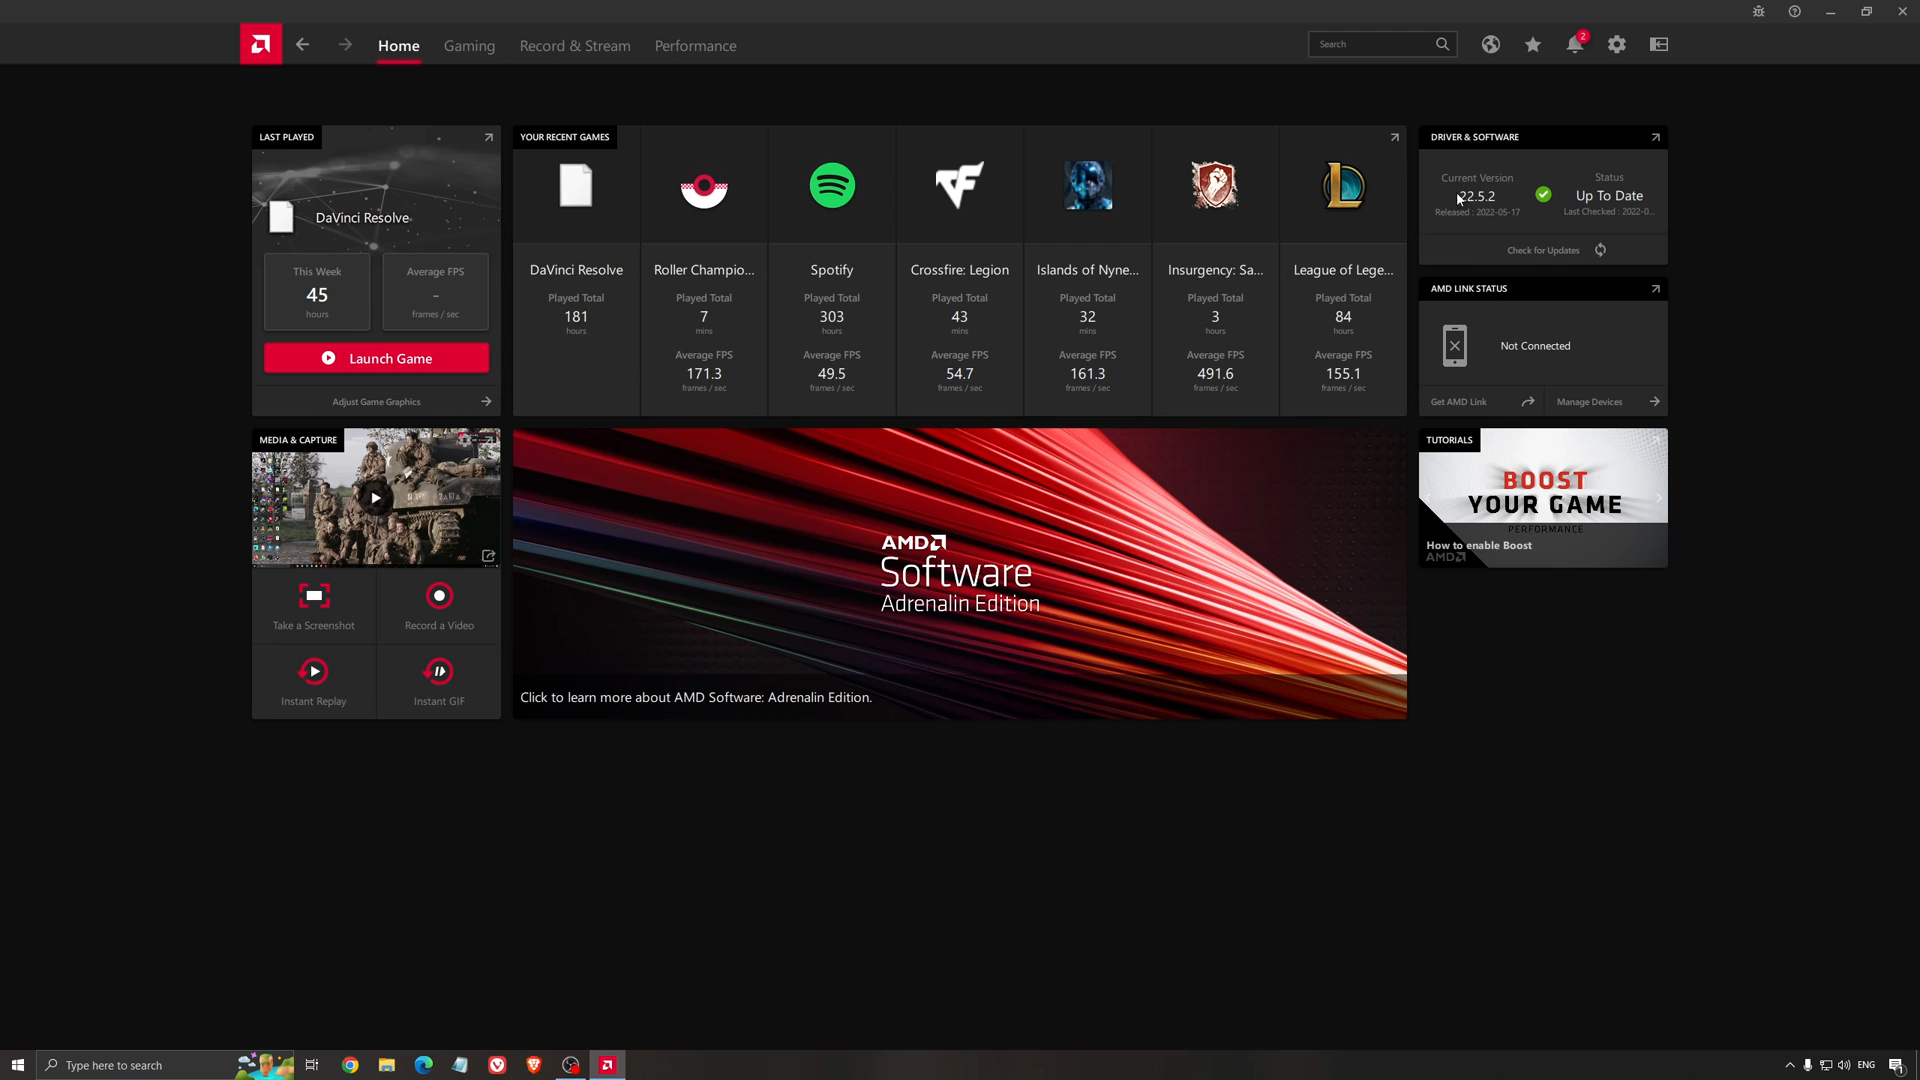 Home
Gaming
Record & Stream
Performance
Search
2
LAST PLAYED
DaVinci Resolve
This Week
45
hours
Average FPS
–
frames / sec
Launch Game
Adjust Game Graphics
YOUR RECENT GAMES
DaVinci Resolve
Played Total
181
hours
Roller Champio...
Played Total
7
mins
Average FPS
171.3
frames / sec
Spotify
Played Total
303
hours
Average FPS
49.5
frames / sec
Crossfire: Legion
Played Total
43
mins
Average FPS
54.7
frames / sec
Islands of Nyne...
Played Total
32
mins
Average FPS
161.3
frames / sec
Insurgency: Sa...
Played Total
3
hours
Average FPS
491.6
frames / sec
League of Lege...
Played Total
84
hours
Average FPS
155.1
frames / sec
DRIVER & SOFTWARE
Current Version
22.5.2
Released : 2022-05-17
Status
Up To Date
Last Checked : 2022-0...
Check for Updates
AMD LINK STATUS
Not Connected
Get AMD Link
Manage Devices
MEDIA & CAPTURE
Take a Screenshot
Record a Video
Instant Replay
Instant GIF
AMD
Software
Adrenalin Edition
Click to learn more about AMD Software: Adrenalin Edition.
TUTORIALS
BOOST
YOUR GAME
PERFORMANCE
How to enable Boost
AMD
Type here to search
ENG
1